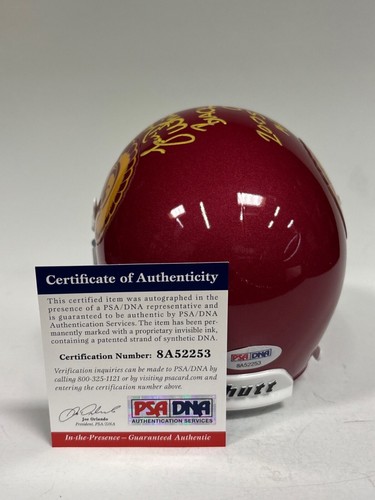 Certificate of Authenticity
This certified item was autographed in the
presence of a PSA/DNA representative and
is guaranteed to be authentic by PSA/DNA
Authentication Services. The item has been per-
manently marked with a proprietary invisible ink,
containing a patented strand of synthetic DNA.
Certification Number: 8A52253
Verification inquiries can be made with PSA/DNA by
calling 800-325-1121 or by visiting psacard.com and
entering the certification number above.
Joe Orlando
President, PSA/DNA
PSA DNA
AUTHENTICATION SERVICES
In-the-Presence – Guaranteed Authentic
PSA DNA
8A52253